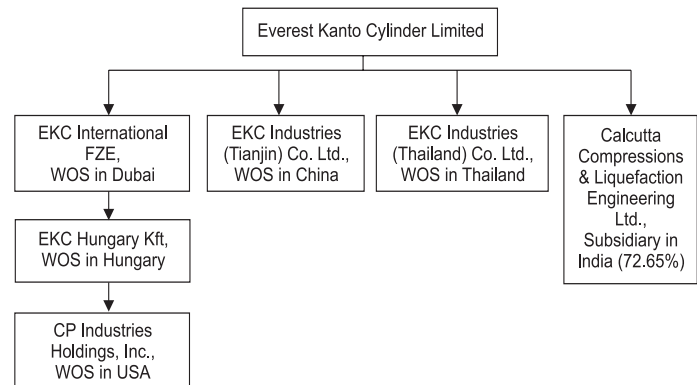 Everest Kanto Cylinder Limited
EKC International
FZE,
WOS in Dubai
EKC Industries
(Tianjin) Co. Ltd.,
WOS in China
EKC Industries
(Thailand) Co. Ltd.,
WOS in Thailand
Calcutta
Compressions
& Liquefaction
Engineering
Ltd.,
Subsidiary in
India (72.65%)
EKC Hungary Kft,
WOS in Hungary
CP Industries
Holdings, Inc.,
WOS in USA